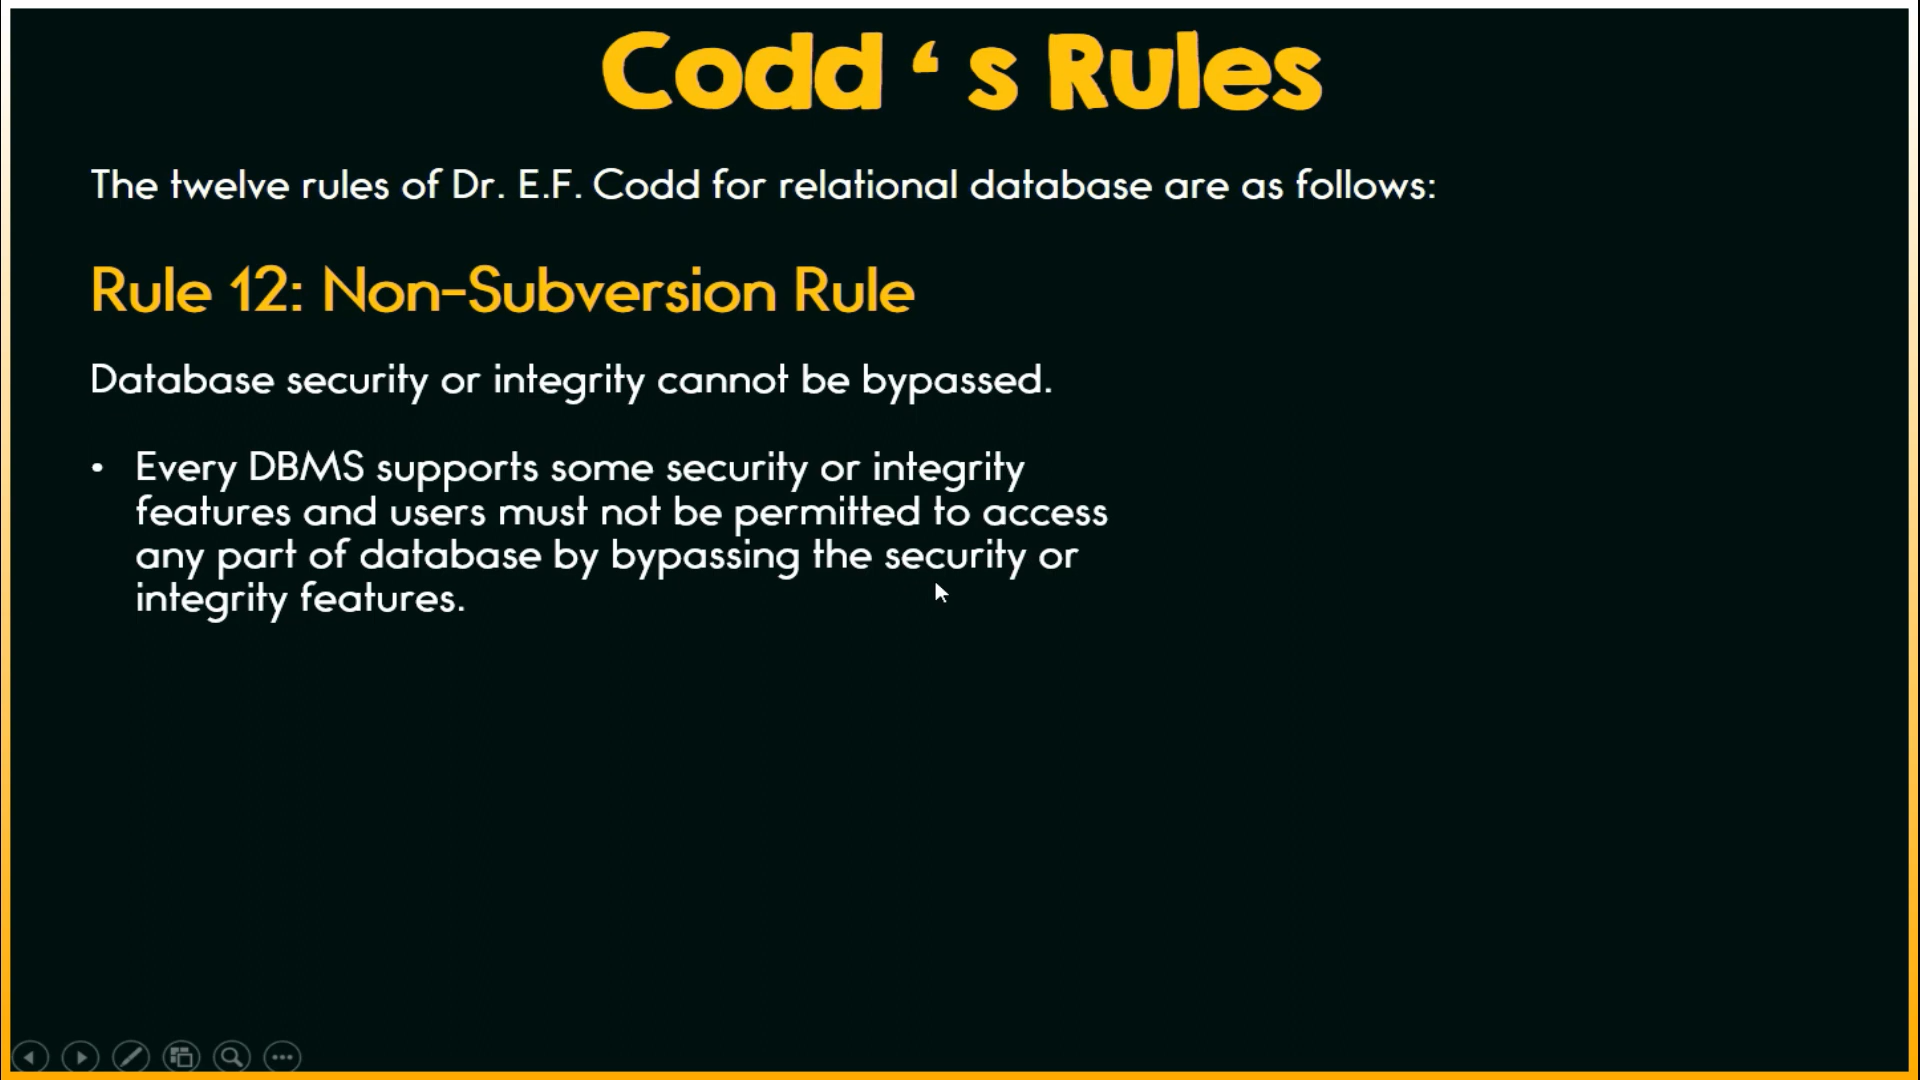 Codd ‘ s Rules
The twelve rules of Dr. E.F. Codd for relational database are as follows:
Rule 12: Non-Subversion Rule
Database security or integrity cannot be bypassed.
• Every DBMS supports some security or integrity
features and users must not be permitted to access
any part of database by bypassing the security or
integrity features.